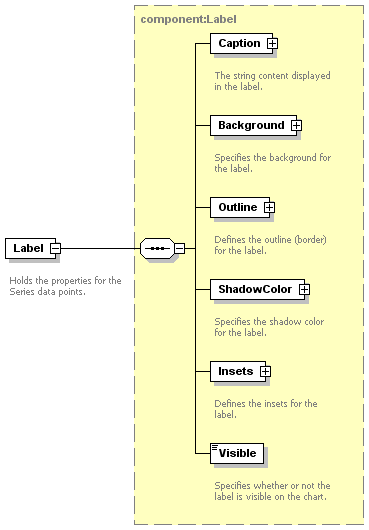 component:Label
Caption
The string content displayed
in the label.
Background
Specifies the background for
the label.
Outline
Defines the outline (border)
for the label.
Label
Holds the properties for the
Series data points.
ShadowColor
Specifies the shadow color
for the label.
Insets
Defines the insets for the
label.
Visible
Specifies whether or not the
label is visible on the chart.